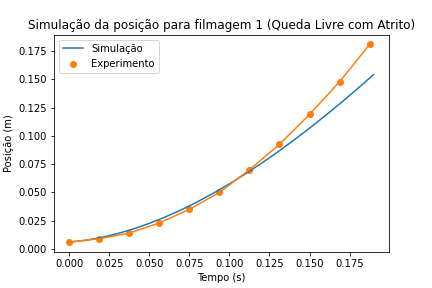 Simulação da posição para filmagem 1 (Queda Livre com Atrito)
Simulação
Experimento
Posição (m)
0.175
0.150
0.125
0.100
0.075
0.050
0.025
0.000
0.000 0.025 0.050 0.075 0.100 0.125 0.150 0.175
Tempo (s)